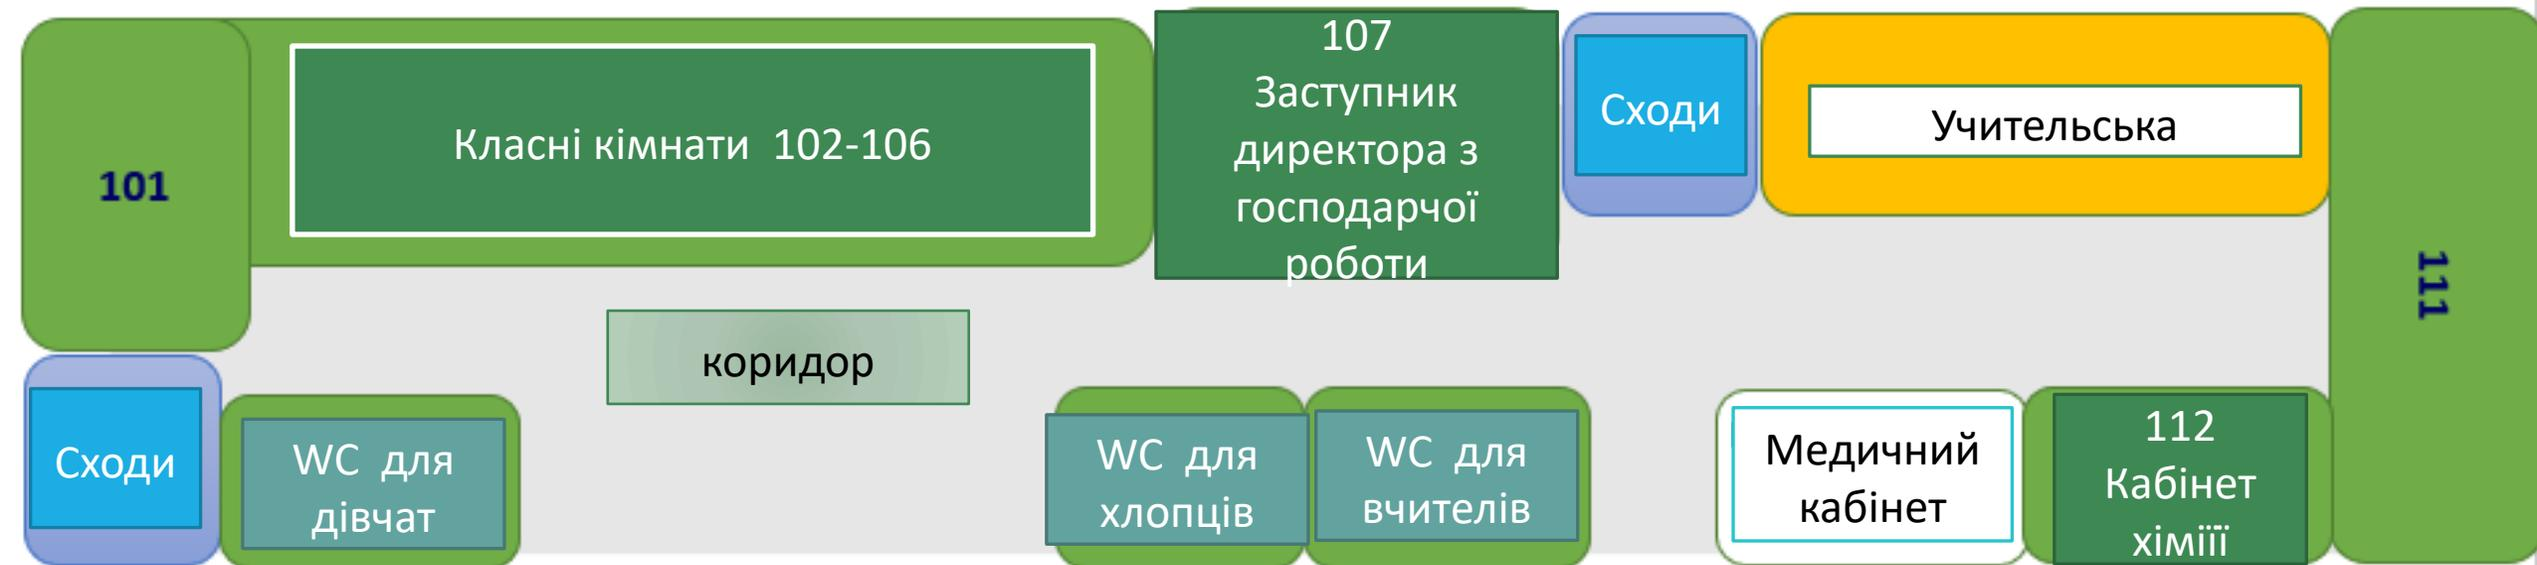 101
Класні кімнати 102-106
107
Заступник
директора з
господарчої
роботи
Сходи
Учительська
111
коридор
Сходи
WC для
дівчат
WC для
хлопців
WC для
вчителів
Медичний
кабінет
112
Кабінет
хіміїї